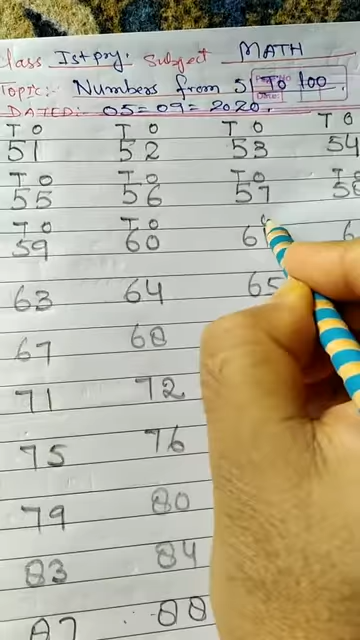 Class Ist pry. Subject MATH
Topic:- Numbers from 51 To 100.
DATED:- 05=09=2020.
T O T O T O T O
51 52 53 54
T O T O T O
55 56 57
T O T O
59 60 61
63 64 65
67 68
71 72
75 76
79 80
83 84
87 88